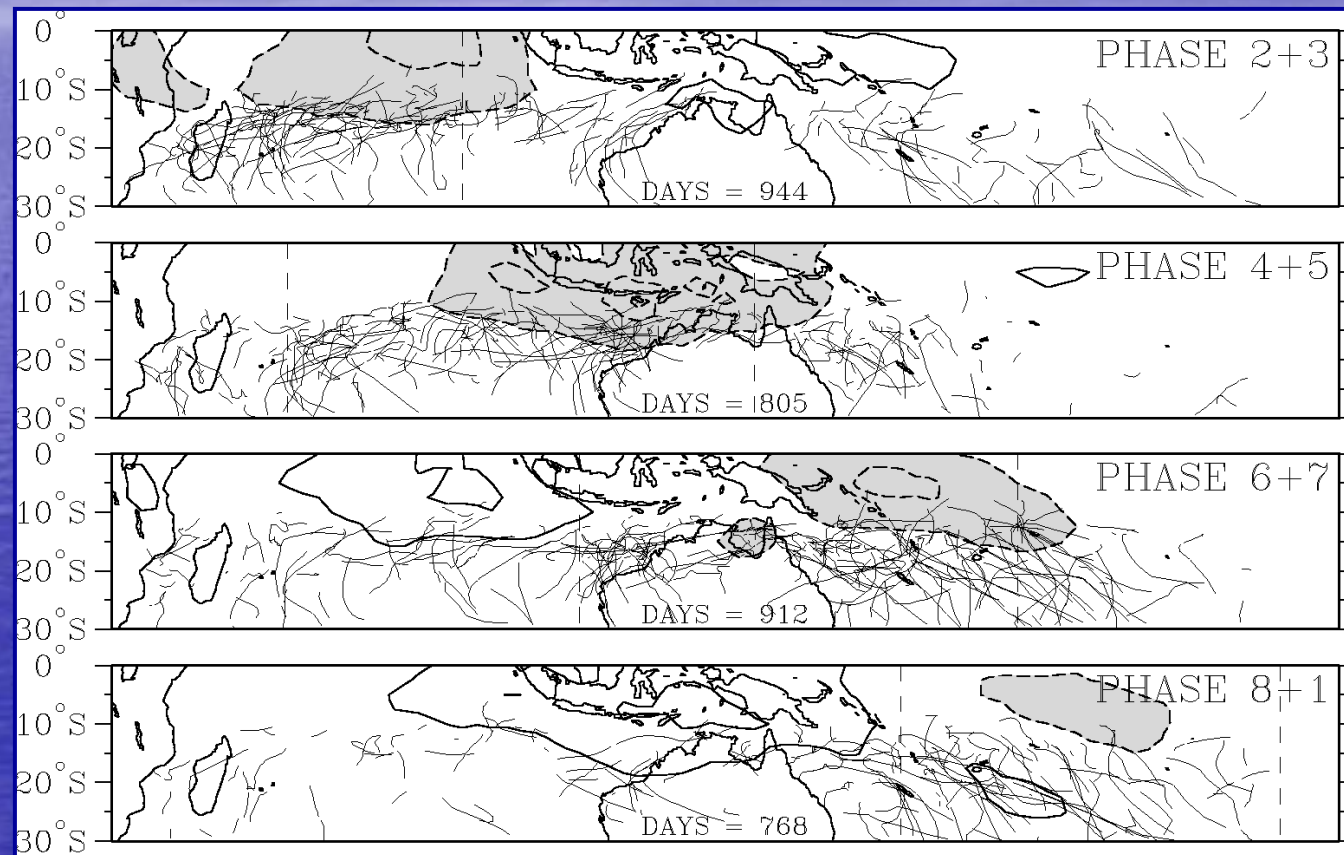 0°
PHASE 2+3
10°S
20°S
DAYS = 944
30°S
0°
PHASE 4+5
10°S
20°S
DAYS = 805
30°S
0°
PHASE 6+7
10°S
20°S
DAYS = 912
30°S
0°
PHASE 8+1
10°S
20°S
DAYS = 768
30°S